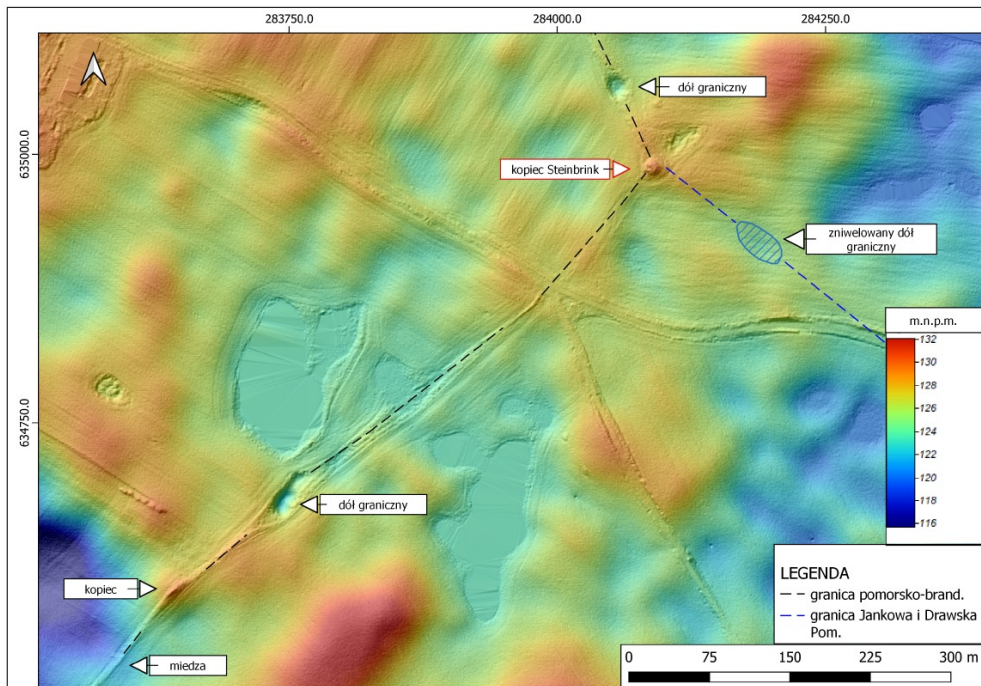 283750.0
284000.0
284250.0
635000.0
634750.0
dół graniczny
kopiec Steinbrink
zniwelowany dół
graniczny
dół graniczny
kopiec
miedza
m.n.p.m.
132
130
128
126
124
122
120
118
116
LEGENDA
granica pomorsko-brand.
granica Jankowa i Drawska
Pom.
0 75 150 225 300 m